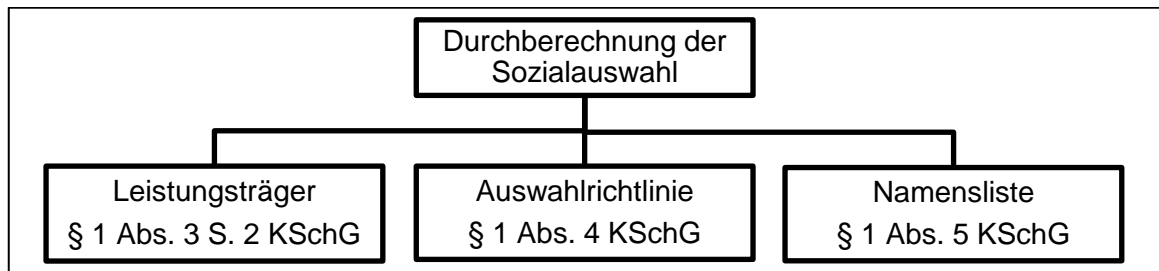 Durchberechnung der
Sozialauswahl
Leistungsträger
§ 1 Abs. 3 S. 2 KSchG
Auswahlrichtlinie
§ 1 Abs. 4 KSchG
Namensliste
§ 1 Abs. 5 KSchG